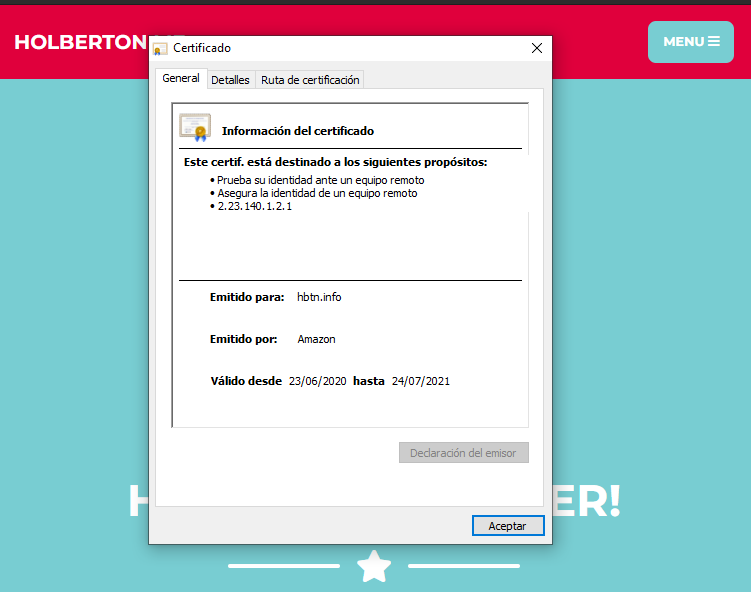 HOLBERTON
MENU
Certificado
General
Detalles
Ruta de certificación
Información del certificado
Este certif. está destinado a los siguientes propósitos:
• Prueba su identidad ante un equipo remoto
• Asegura la identidad de un equipo remoto
• 2.23.140.1.2.1
Emitido para: hbtn.info
Emitido por: Amazon
Válido desde 23/06/2020 hasta 24/07/2021
Declaración del emisor
H
ER!
Aceptar